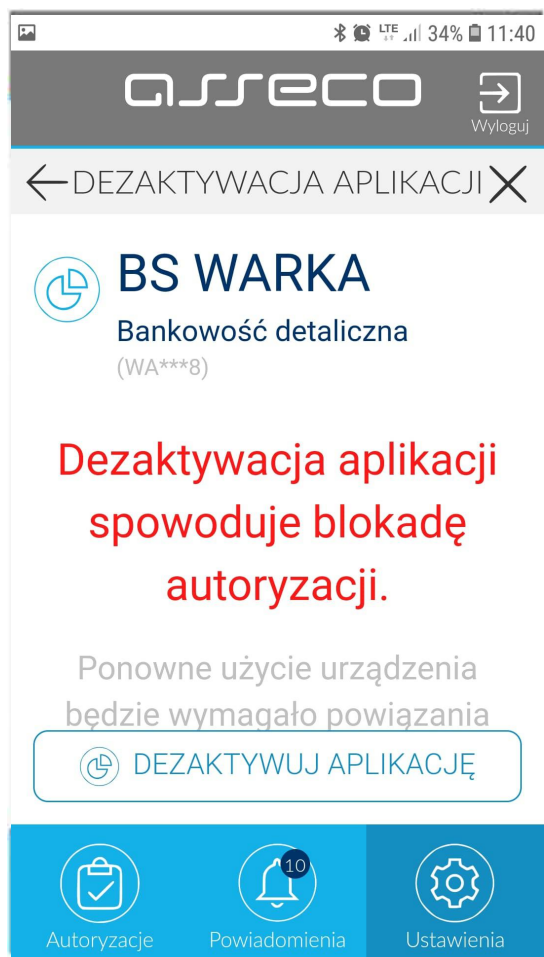 LTE 34% 11:40
asseco
Wyloguj
DEZAKTYWACJA APLIKACJI
BS WARKA
Bankowość detaliczna
(WA***8)
Dezaktywacja aplikacji
spowoduje blokadę
autoryzacji.
Ponowne użycie urządzenia
będzie wymagało powiązania
DEZAKTYWUJ APLIKACJĘ
10
Autoryzacje Powiadomienia Ustawienia